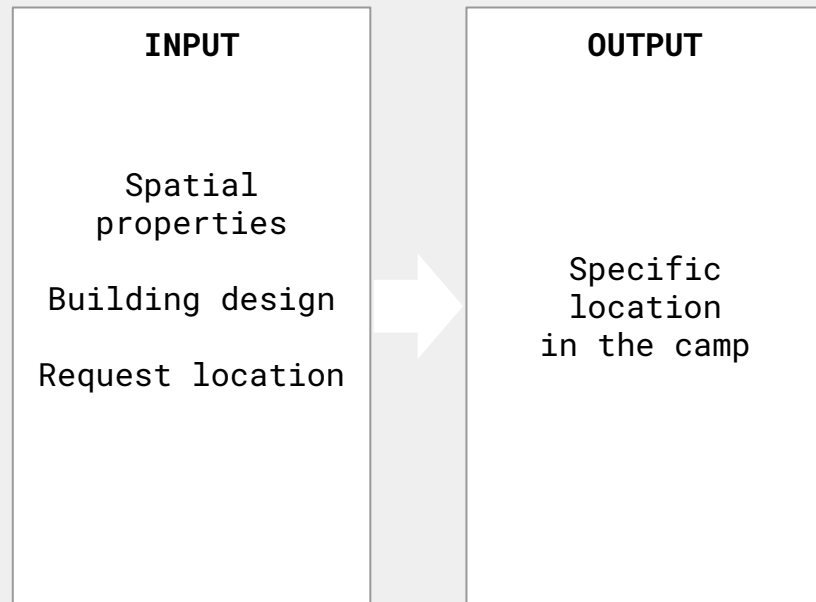 INPUT
Spatial
properties
Building design
Request location
OUTPUT
Specific
location
in the camp